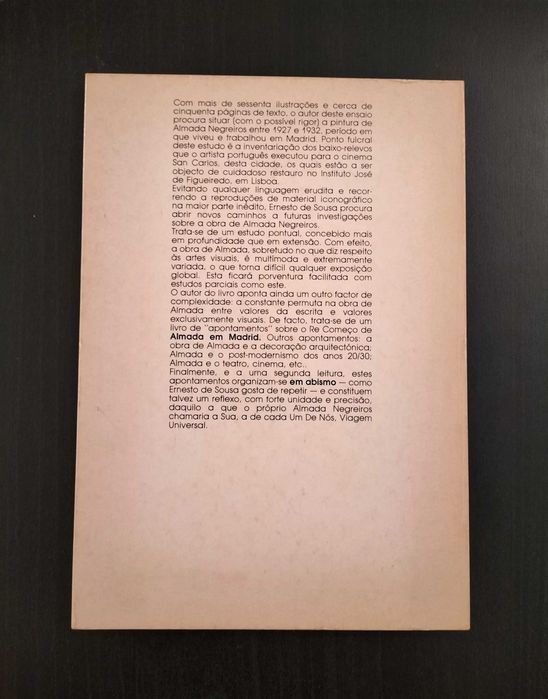 Com mais de sessenta ilustrações e cerca de
cinquenta páginas de texto, o autor deste ensaio
procura situar (com o possível rigor) a pintura de
Almada Negreiros entre 1927 e 1932, período em
que viveu e trabalhou em Madrid. Ponto fulcral
deste estudo é a inventariação dos baixo-relevos
que o artista português executou para o cinema
San Carlos, desta cidade, os quais estão a ser
objecto de cuidadoso restauro no Instituto José
de Figueiredo, em Lisboa.
Evitando qualquer linguagem erudita e recor-
rendo a reproduções de material iconográfico
na maior parte inédito, Ernesto de Sousa procura
abrir novos caminhos a futuras investigações
sobre a obra de Almada Negreiros.
Trata-se de um estudo pontual, concebido mais
em profundidade que em extensão. Com efeito,
a obra de Almada, sobretudo no que diz respeito
às artes visuais, é multímoda e extremamente
variada, o que torna difícil qualquer exposição
global. Esta ficará porventura facilitada com
estudos parciais como este.
O autor do livro aponta ainda um outro factor de
complexidade: a constante permuta na obra de
Almada entre valores da escrita e valores
exclusivamente visuais. De facto, trata-se de um
livro de "apontamentos" sobre o Re Começo de
Almada em Madrid. Outros apontamentos: a
obra de Almada e a decoração arquitectónica;
Almada e o post-modernismo dos anos 20/30;
Almada e o teatro, cinema, etc..
Finalmente, e a uma segunda leitura, estes
apontamentos organizam-se em abismo — como
Ernesto de Sousa gosta de repetir — e constituem
talvez um reflexo, com forte unidade e precisão,
daquilo a que o próprio Almada Negreiros
chamaria a Sua, a de cada Um De Nós, Viagem
Universal.